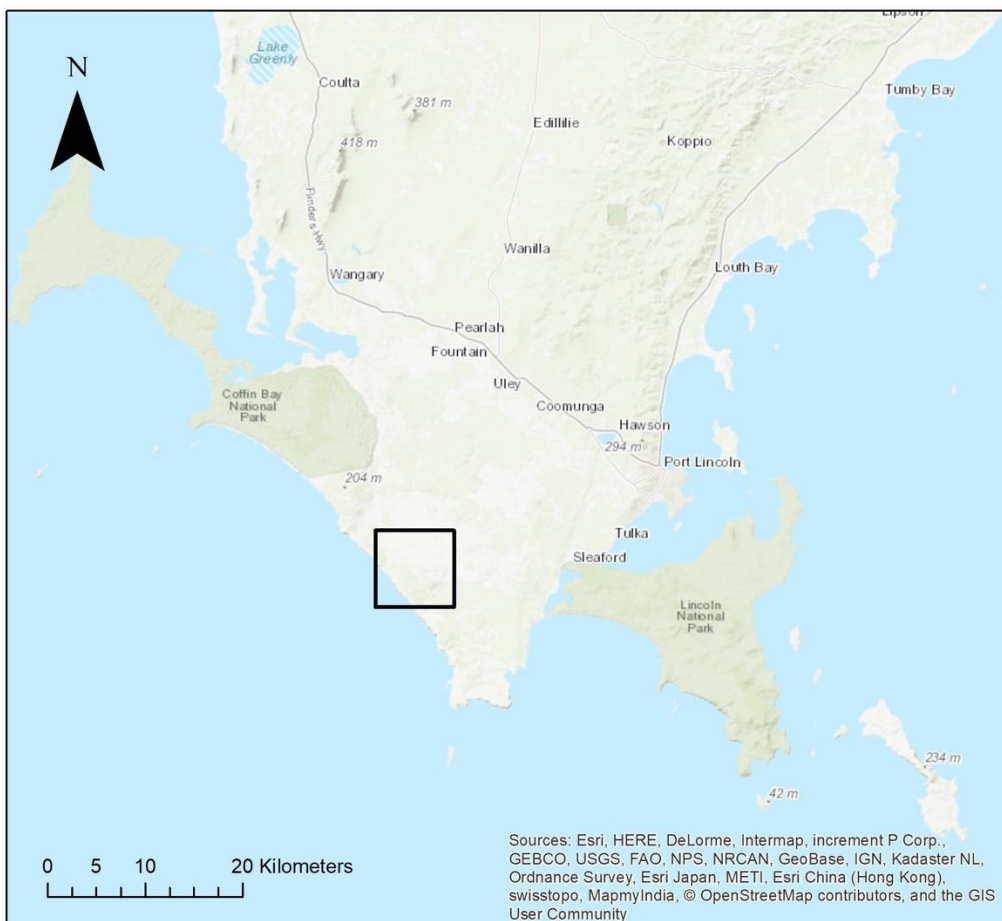 Lipson
Lake
Greenly
N
Coulta
Tumby Bay
381 m
Edillilie
418 m
Koppio
Flinders Hwy
Wanilla
Louth Bay
Wangary
Pearlah
Fountain
Uley
Coffin Bay
National
Park
Coomunga
Hawson
294 m
Port Lincoln
204 m
Tulka
Sleaford
Lincoln
National
Park
234 m
42 m
0 5 10 20 Kilometers
Sources: Esri, HERE, DeLorme, Intermap, increment P Corp.,
GEBCO, USGS, FAO, NPS, NRCAN, GeoBase, IGN, Kadaster NL,
Ordnance Survey, Esri Japan, METI, Esri China (Hong Kong),
swisstopo, MapmyIndia, © OpenStreetMap contributors, and the GIS
User Community